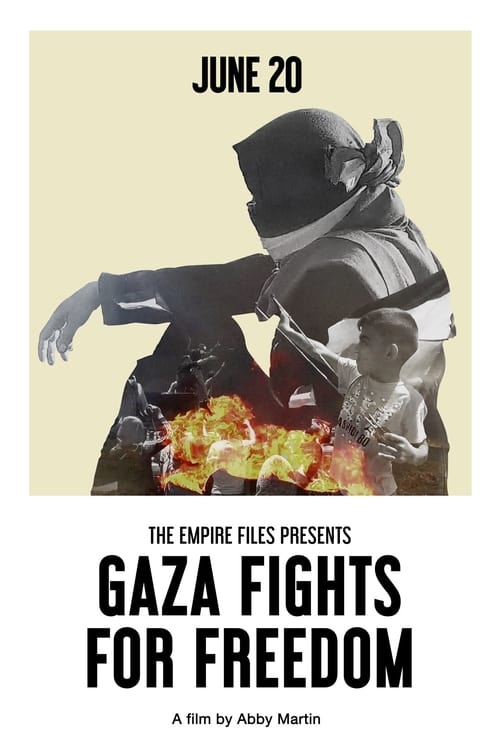 JUNE 20
THE EMPIRE FILES PRESENTS
GAZA FIGHTS
FOR FREEDOM
A film by Abby Martin